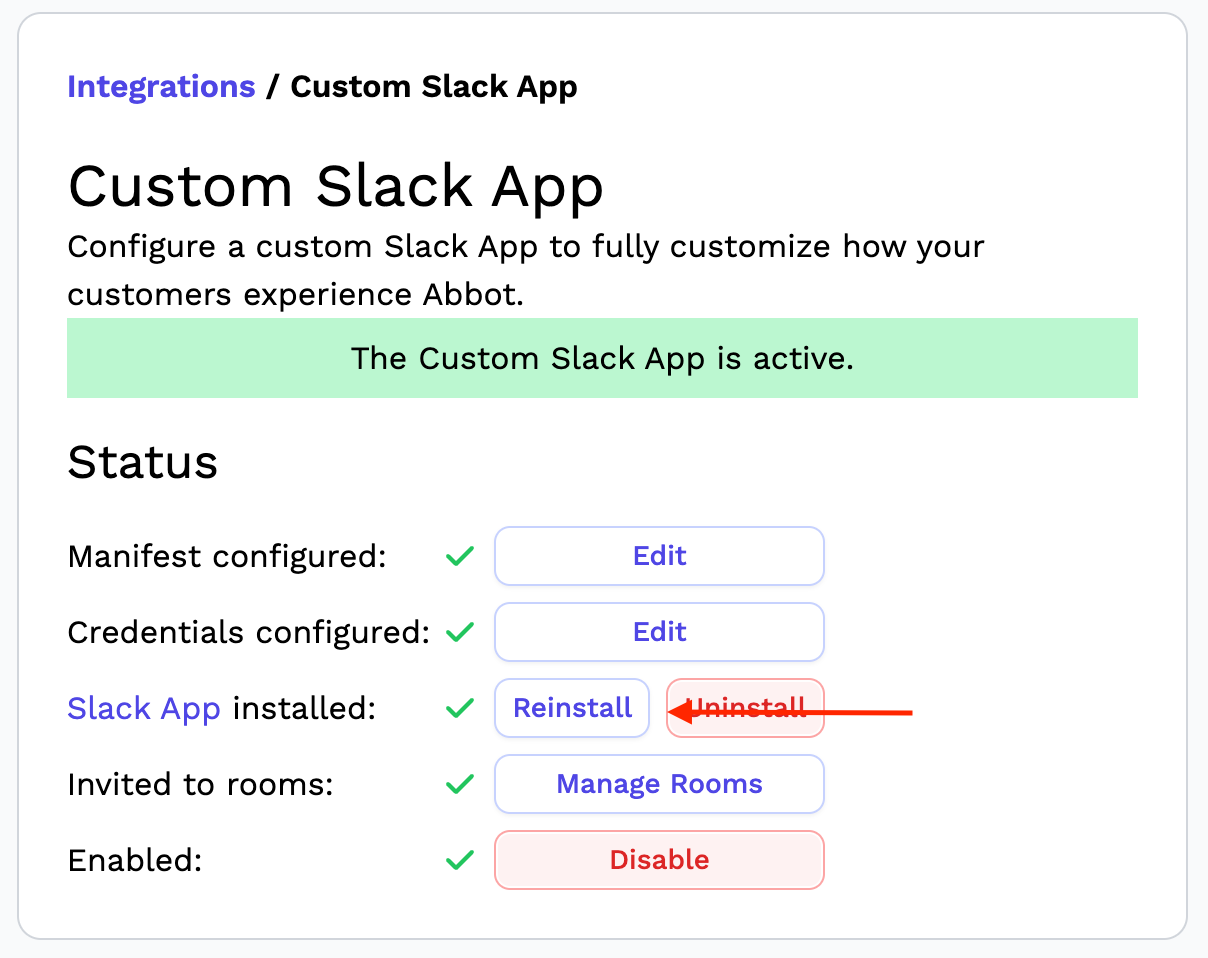 Integrations / Custom Slack App
Custom Slack App
Configure a custom Slack App to fully customize how your
customers experience Abbot.
The Custom Slack App is active.
Status
Manifest configured: Edit
Credentials configured: Edit
Slack App installed: Reinstall Uninstall
Invited to rooms: Manage Rooms
Enabled: Disable